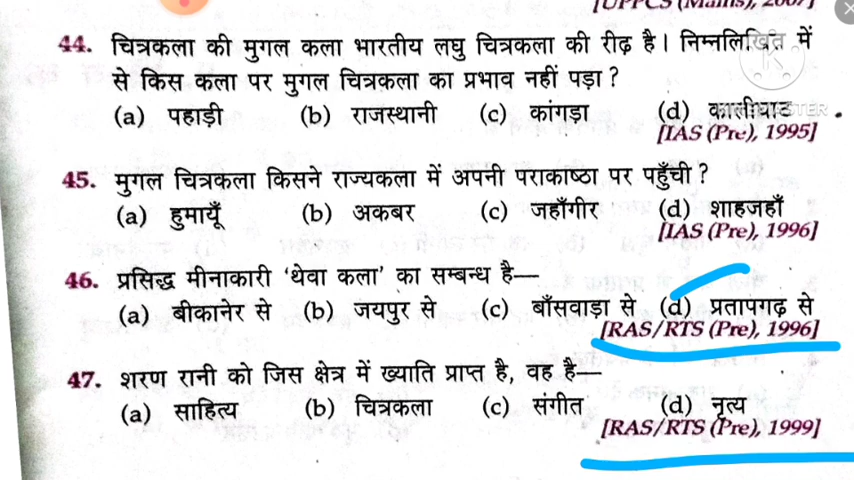 [UPPCS (Mains), 2007]
44. चित्रकला की मुगल कला भारतीय लघु चित्रकला की रीढ़ है। निम्नलिखित में
से किस कला पर मुगल चित्रकला का प्रभाव नहीं पड़ा ?
(a) पहाड़ी (b) राजस्थानी (c) कांगड़ा (d) कालीघाट
[IAS (Pre), 1995]
45. मुगल चित्रकला किसने राज्यकला में अपनी पराकाष्ठा पर पहुँची ?
(a) हुमायूँ (b) अकबर (c) जहाँगीर (d) शाहजहाँ
[IAS (Pre), 1996]
46. प्रसिद्ध मीनाकारी ‘थेवा कला’ का सम्बन्ध है—
(a) बीकानेर से (b) जयपुर से (c) बाँसवाड़ा से (d) प्रतापगढ़ से
[RAS/RTS (Pre), 1996]
47. शरण रानी को जिस क्षेत्र में ख्याति प्राप्त है, वह है—
(a) साहित्य (b) चित्रकला (c) संगीत (d) नृत्य
[RAS/RTS (Pre), 1999]